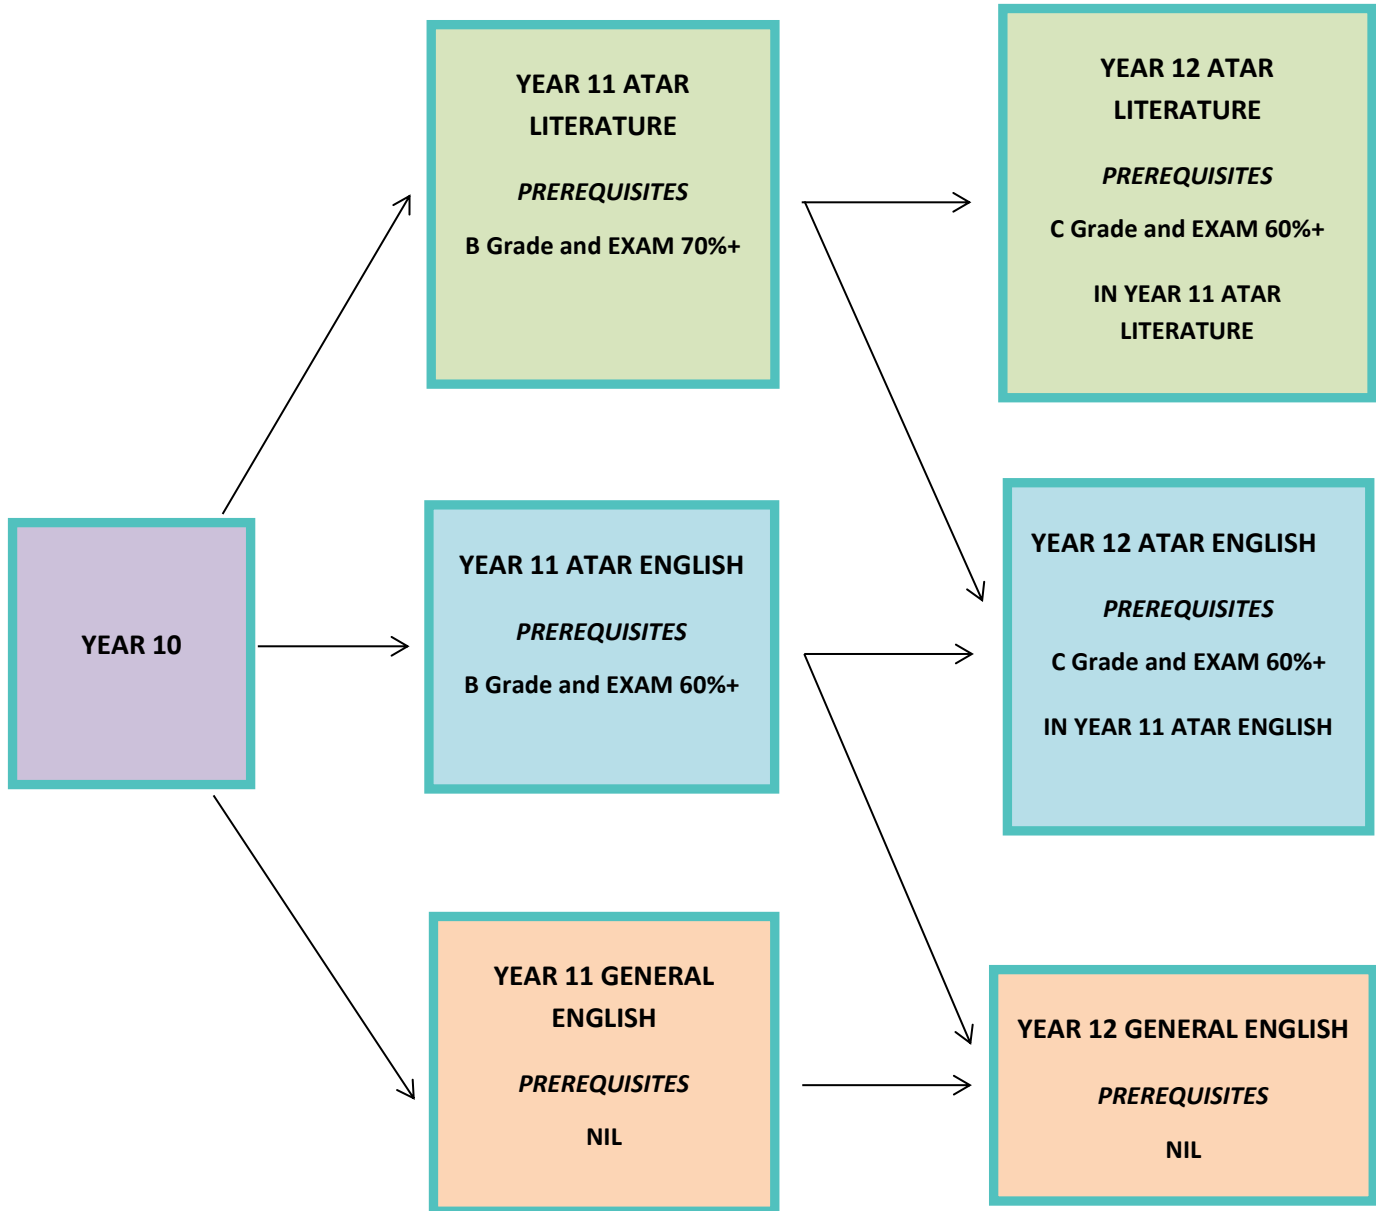 YEAR 10
YEAR 11 ATAR
LITERATURE
PREREQUISITES
B Grade and EXAM 70%+
YEAR 12 ATAR
LITERATURE
PREREQUISITES
C Grade and EXAM 60%+
IN YEAR 11 ATAR
LITERATURE
YEAR 11 ATAR ENGLISH
PREREQUISITES
B Grade and EXAM 60%+
YEAR 12 ATAR ENGLISH
PREREQUISITES
C Grade and EXAM 60%+
IN YEAR 11 ATAR ENGLISH
YEAR 11 GENERAL
ENGLISH
PREREQUISITES
NIL
YEAR 12 GENERAL ENGLISH
PREREQUISITES
NIL